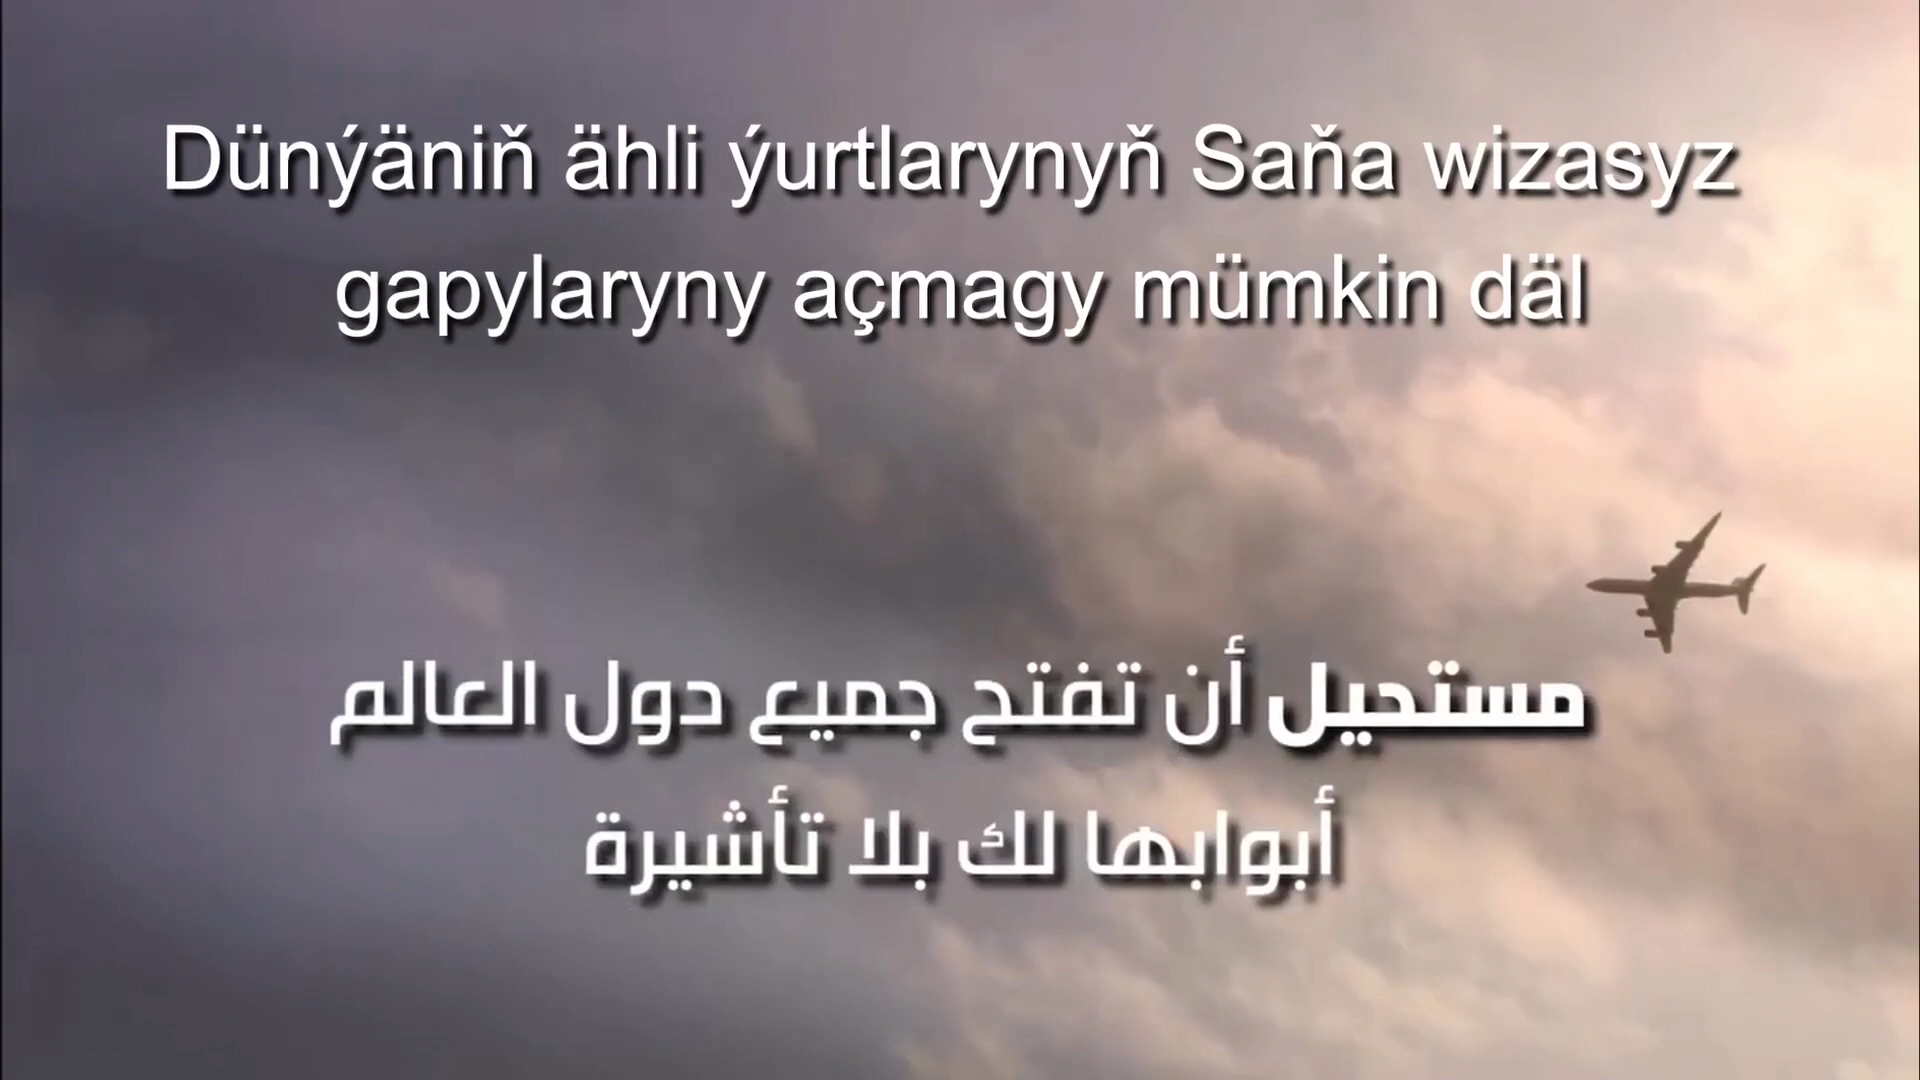 Dünýäniň ähli ýurtlarynyň Saňa wizasyz
gapylaryny açmagy mümkin däl
مستحيل أن تفتح جميع دول العالم
أبوابها لك بلا تأشيرة